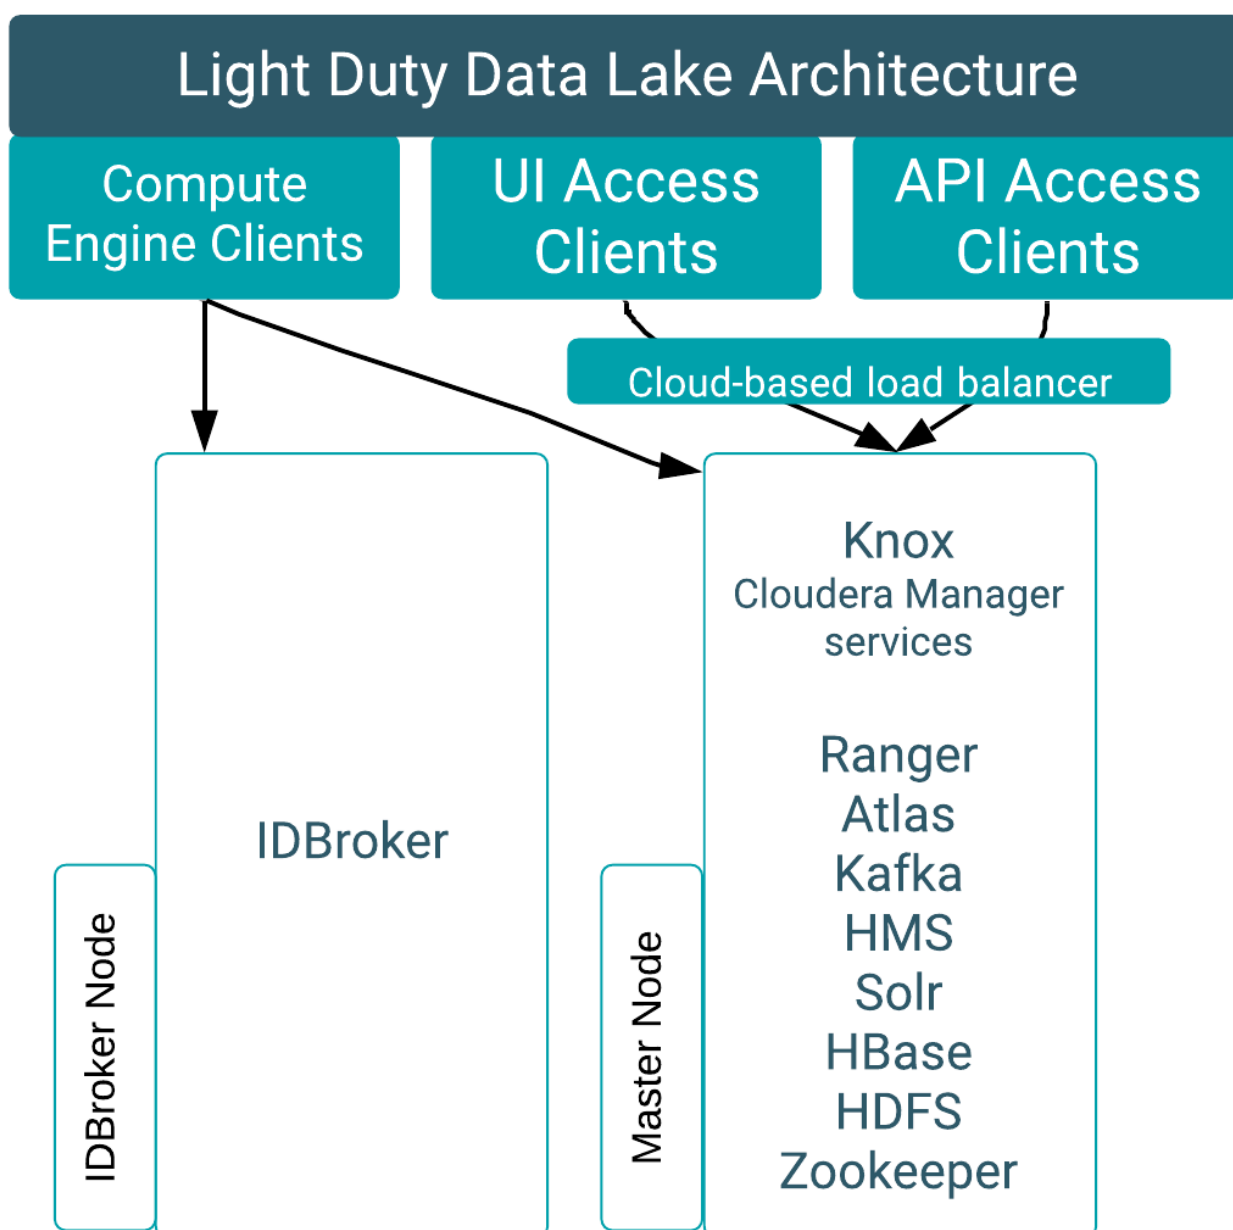 Light Duty Data Lake Architecture
Compute
Engine Clients
UI Access
Clients
API Access
Clients
Cloud-based load balancer
IDBroker Node
IDBroker
Master Node
Knox
Cloudera Manager
services
Ranger
Atlas
Kafka
HMS
Solr
HBase
HDFS
Zookeeper